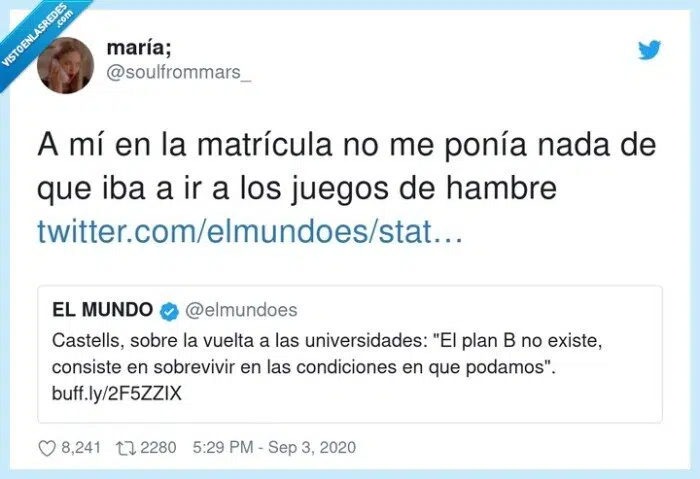 VISTOENLASREDES
.com
maría;
@soulfrommars_
A mí en la matrícula no me ponía nada de
que iba a ir a los juegos de hambre
twitter.com/elmundoes/stat…
EL MUNDO @elmundoes
Castells, sobre la vuelta a las universidades: "El plan B no existe,
consiste en sobrevivir en las condiciones en que podamos".
buff.ly/2F5ZZIX
8,241 2280 5:29 PM - Sep 3, 2020